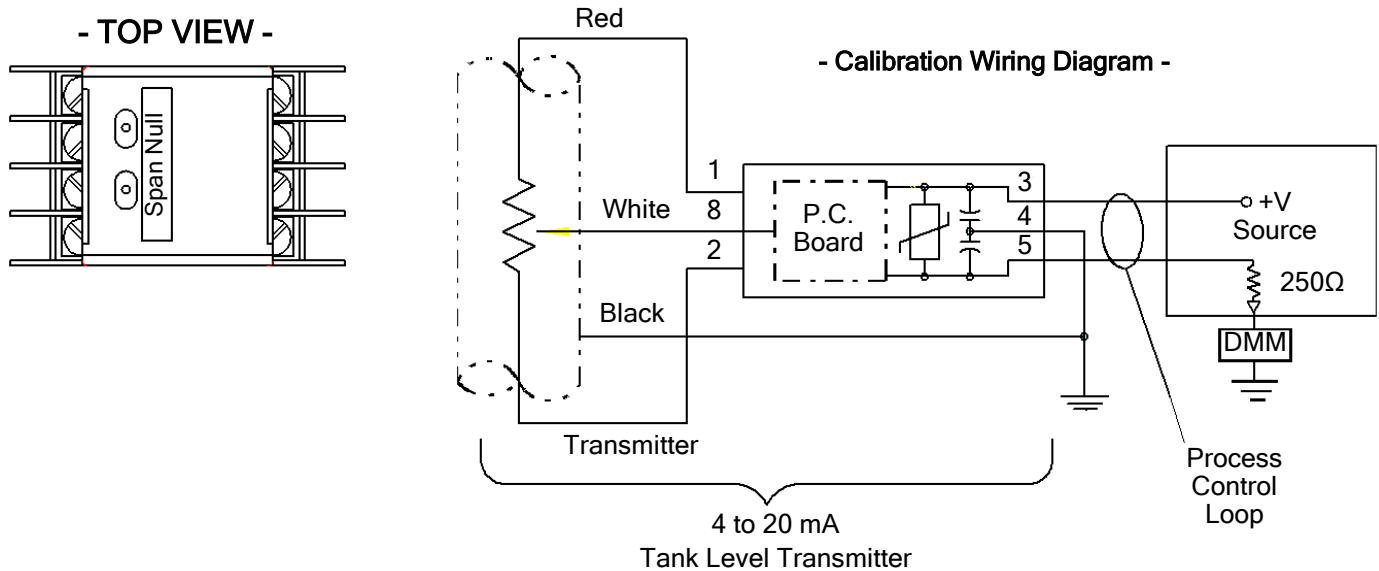 - TOP VIEW -
Span Null
Red
- Calibration Wiring Diagram -
1
White
8
2
Black
P.C.
Board
3
4
5
+V
Source
250Ω
DMM
Transmitter
4 to 20 mA
Tank Level Transmitter
Process
Control
Loop